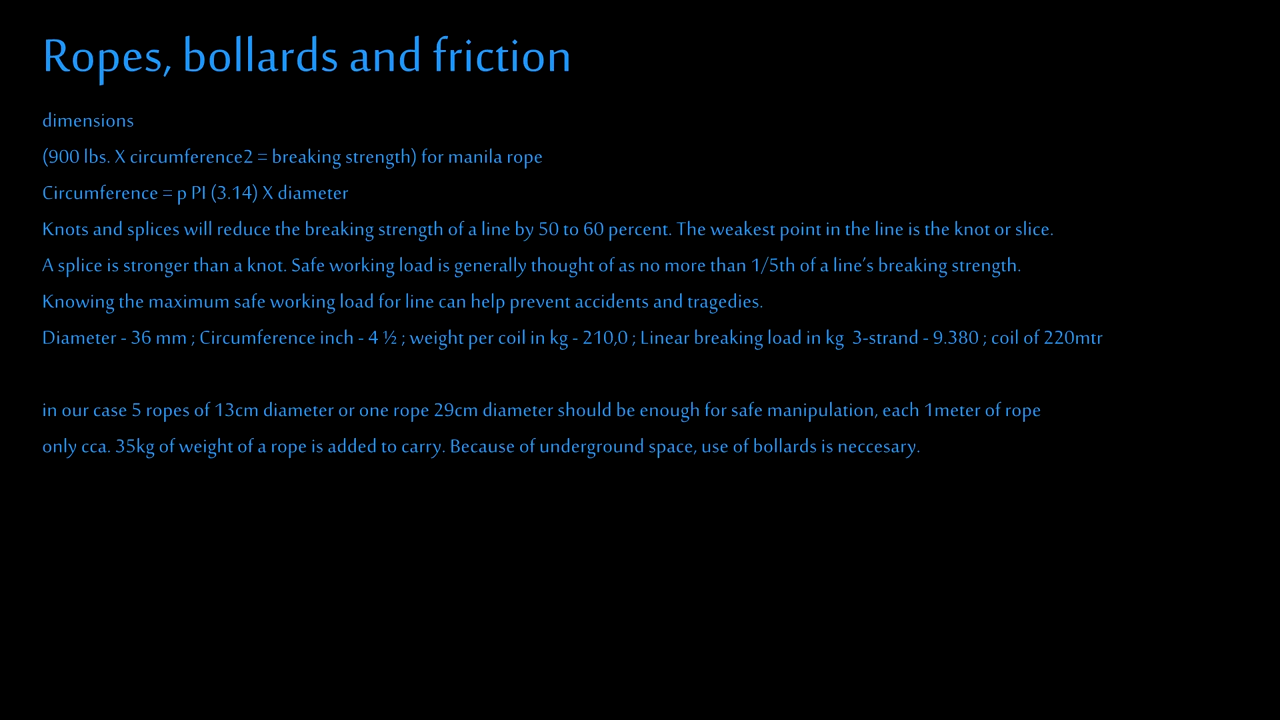 Ropes, bollards and friction
dimensions
(900 lbs. X circumference2 = breaking strength) for manila rope
Circumference = p PI (3.14) X diameter
Knots and splices will reduce the breaking strength of a line by 50 to 60 percent. The weakest point in the line is the knot or slice.
A splice is stronger than a knot. Safe working load is generally thought of as no more than 1/5th of a line’s breaking strength.
Knowing the maximum safe working load for line can help prevent accidents and tragedies.
Diameter - 36 mm ; Circumference inch - 4 ½ ; weight per coil in kg - 210,0 ; Linear breaking load in kg  3-strand - 9.380 ; coil of 220mtr
in our case 5 ropes of 13cm diameter or one rope 29cm diameter should be enough for safe manipulation, each 1meter of rope
only cca. 35kg of weight of a rope is added to carry. Because of underground space, use of bollards is neccesary.